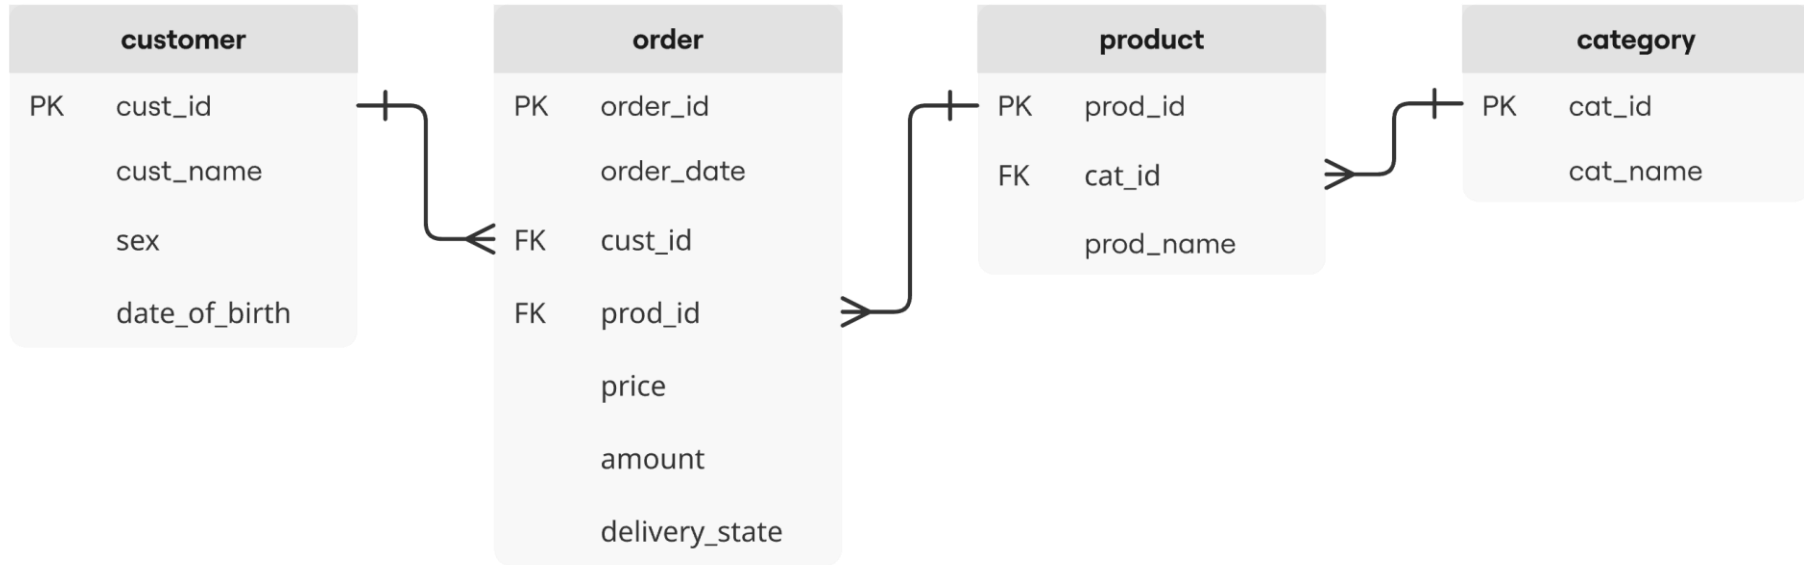 customer
PK cust_id
cust_name
sex
date_of_birth
order
PK order_id
order_date
FK cust_id
FK prod_id
price
amount
delivery_state
product
PK prod_id
FK cat_id
prod_name
category
PK cat_id
cat_name